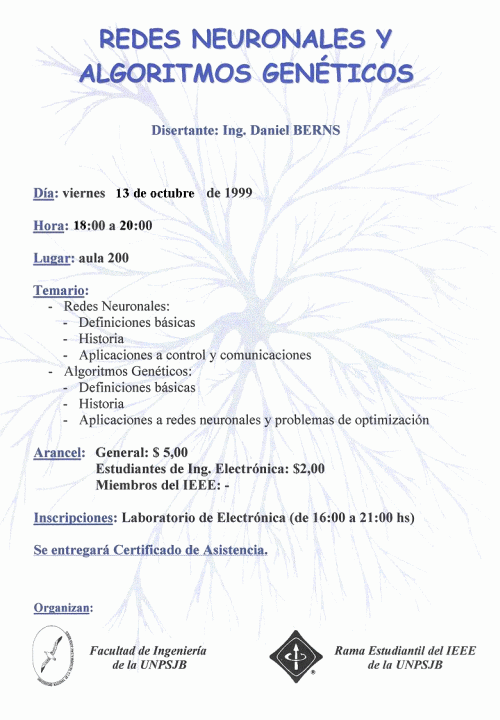 REDES NEURONALES Y
ALGORITMOS GENÉTICOS
Disertante: Ing. Daniel BERNS
Día: viernes 13 de octubre de 1999
Hora: 18:00 a 20:00
Lugar: aula 200
Temario:
- Redes Neuronales:
- Definiciones básicas
- Historia
- Aplicaciones a control y comunicaciones
- Algoritmos Genéticos:
- Definiciones básicas
- Historia
- Aplicaciones a redes neuronales y problemas de optimización
Arancel: General: $ 5,00
Estudiantes de Ing. Electrónica: $2,00
Miembros del IEEE: -
Inscripciones: Laboratorio de Electrónica (de 16:00 a 21:00 hs)
Se entregará Certificado de Asistencia.
Organizan:
Facultad de Ingeniería
de la UNPSJB
Rama Estudiantil del IEEE
de la UNPSJB